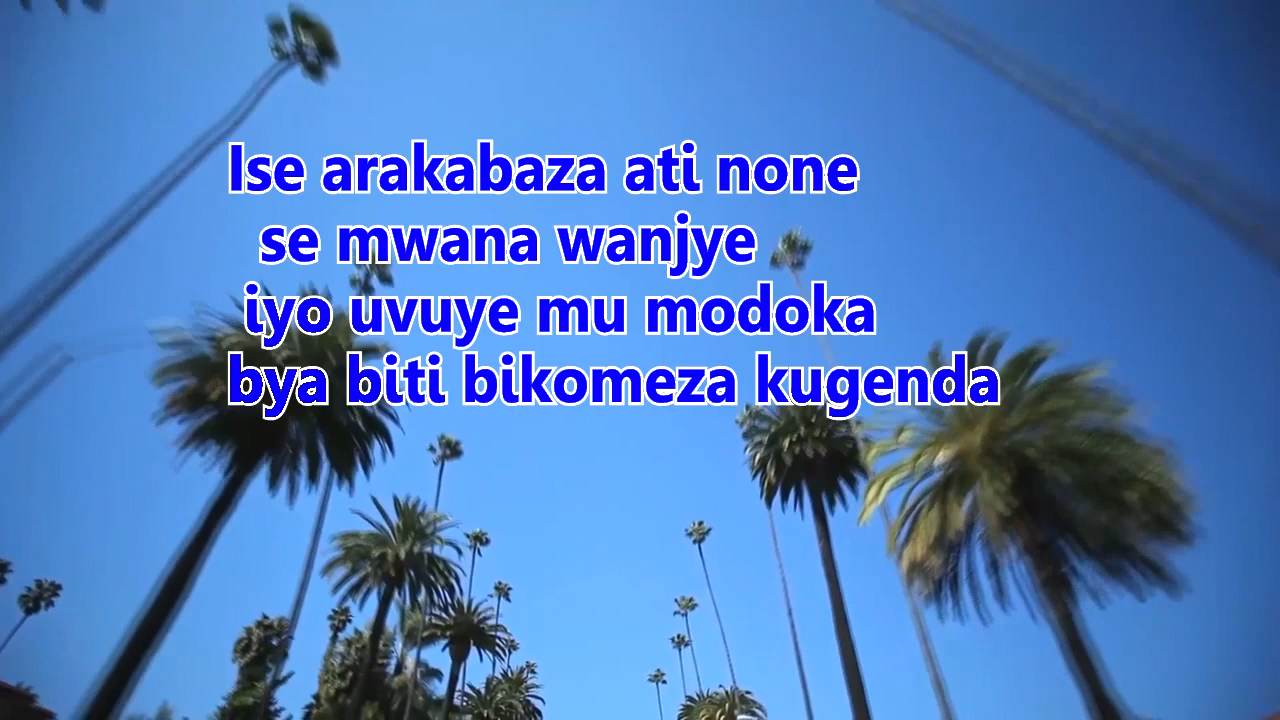 Ise arakabaza ati none
se mwana wanjye
iyo uvuye mu modoka
bya biti bikomeza kugenda